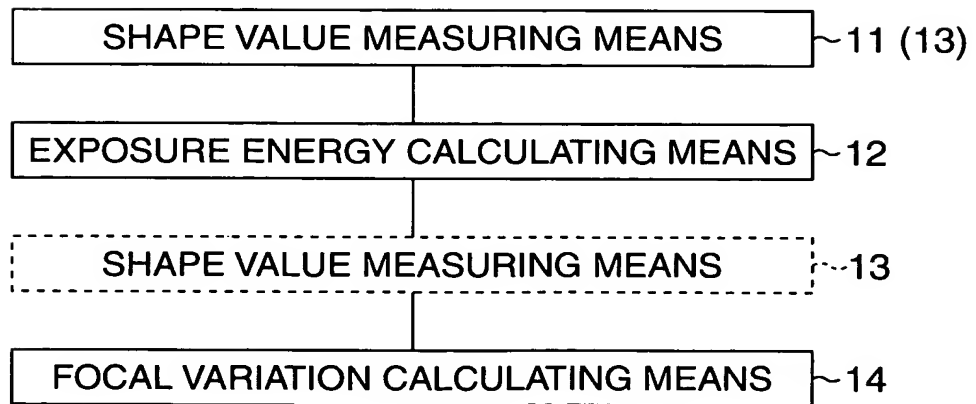 SHAPE VALUE MEASURING MEANS 11 (13)
EXPOSURE ENERGY CALCULATING MEANS 12
SHAPE VALUE MEASURING MEANS 13
FOCAL VARIATION CALCULATING MEANS 14